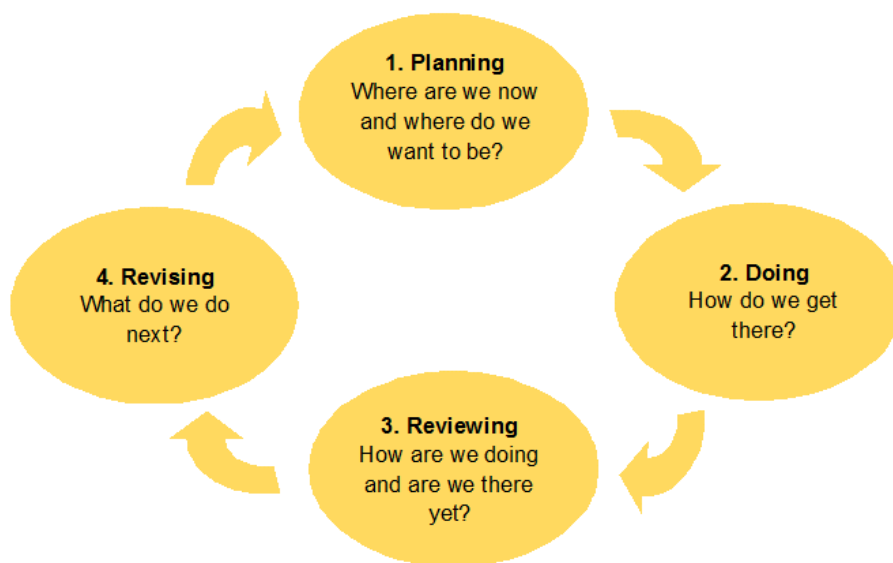 1. Planning
Where are we now
and where do we
want to be?
2. Doing
How do we get
there?
3. Reviewing
How are we doing
and are we there
yet?
4. Revising
What do we do
next?